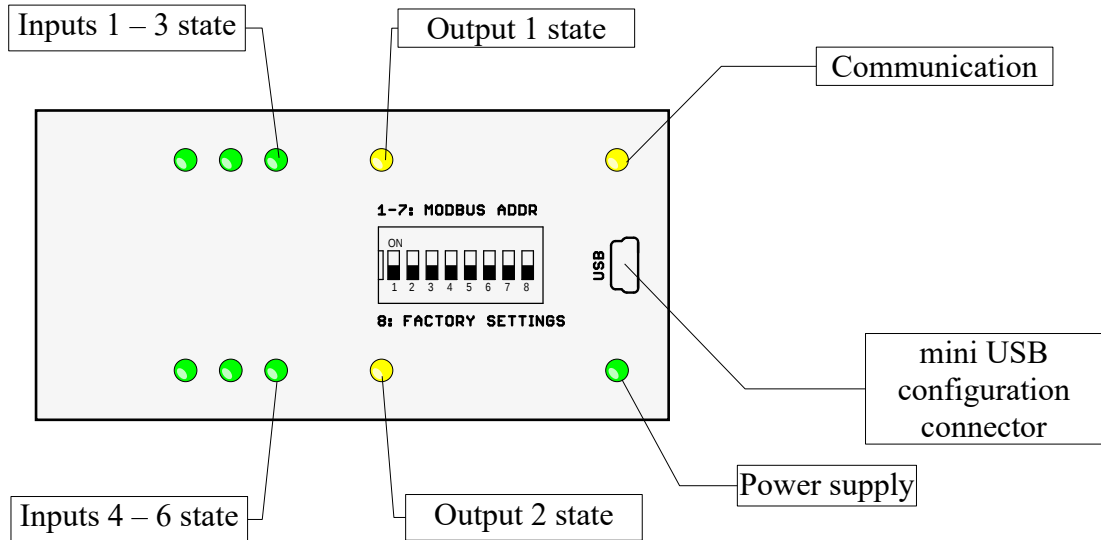 Inputs 1 – 3 state
Output 1 state
Communication
1-7: MODBUS ADDR
ON
1 2 3 4 5 6 7 8
USB
8: FACTORY SETTINGS
mini USB
configuration
connector
Power supply
Inputs 4 – 6 state
Output 2 state